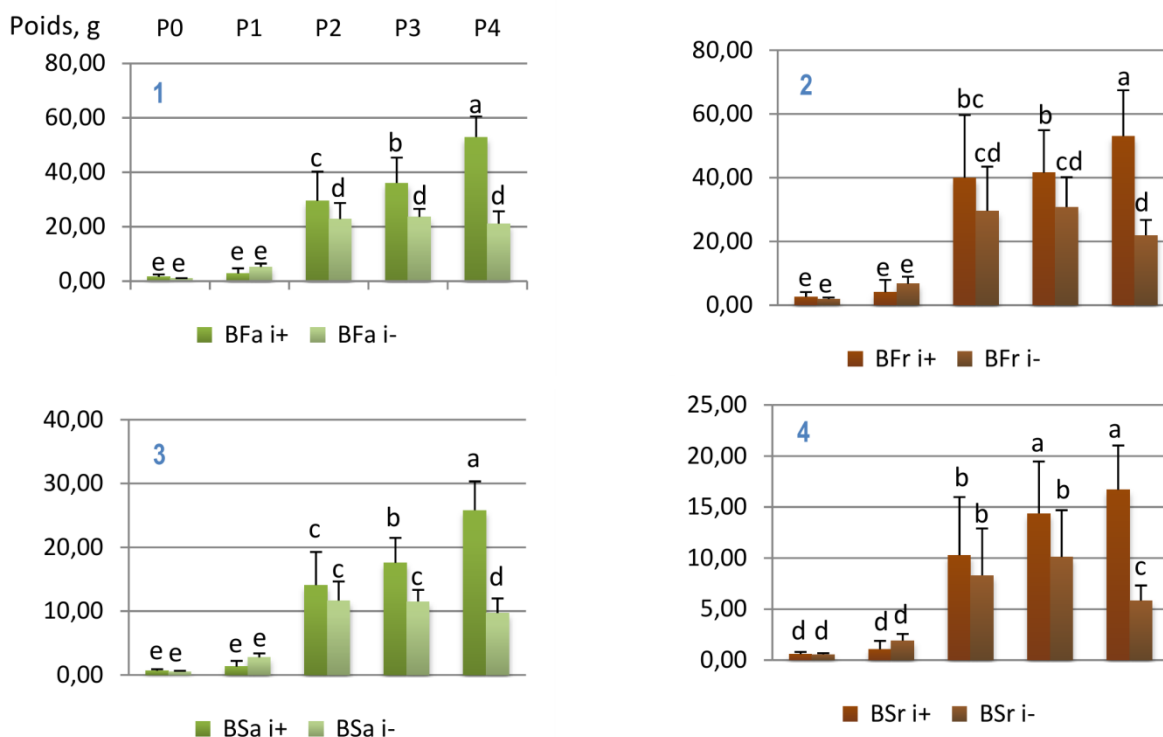 Poids, g P0 P1 P2 P3 P4
80,00
60,00
40,00
20,00
0,00
1
e e e e c d b d a d
BFa i+ BFa i-
80,00
60,00
40,00
20,00
0,00
2
e e e e bc cd b cd a d
BFr i+ BFr i-
40,00
30,00
20,00
10,00
0,00
3
e e e e c c b c a d
BSa i+ BSa i-
25,00
20,00
15,00
10,00
5,00
0,00
4
d d d d b b a b a c
BSr i+ BSr i-